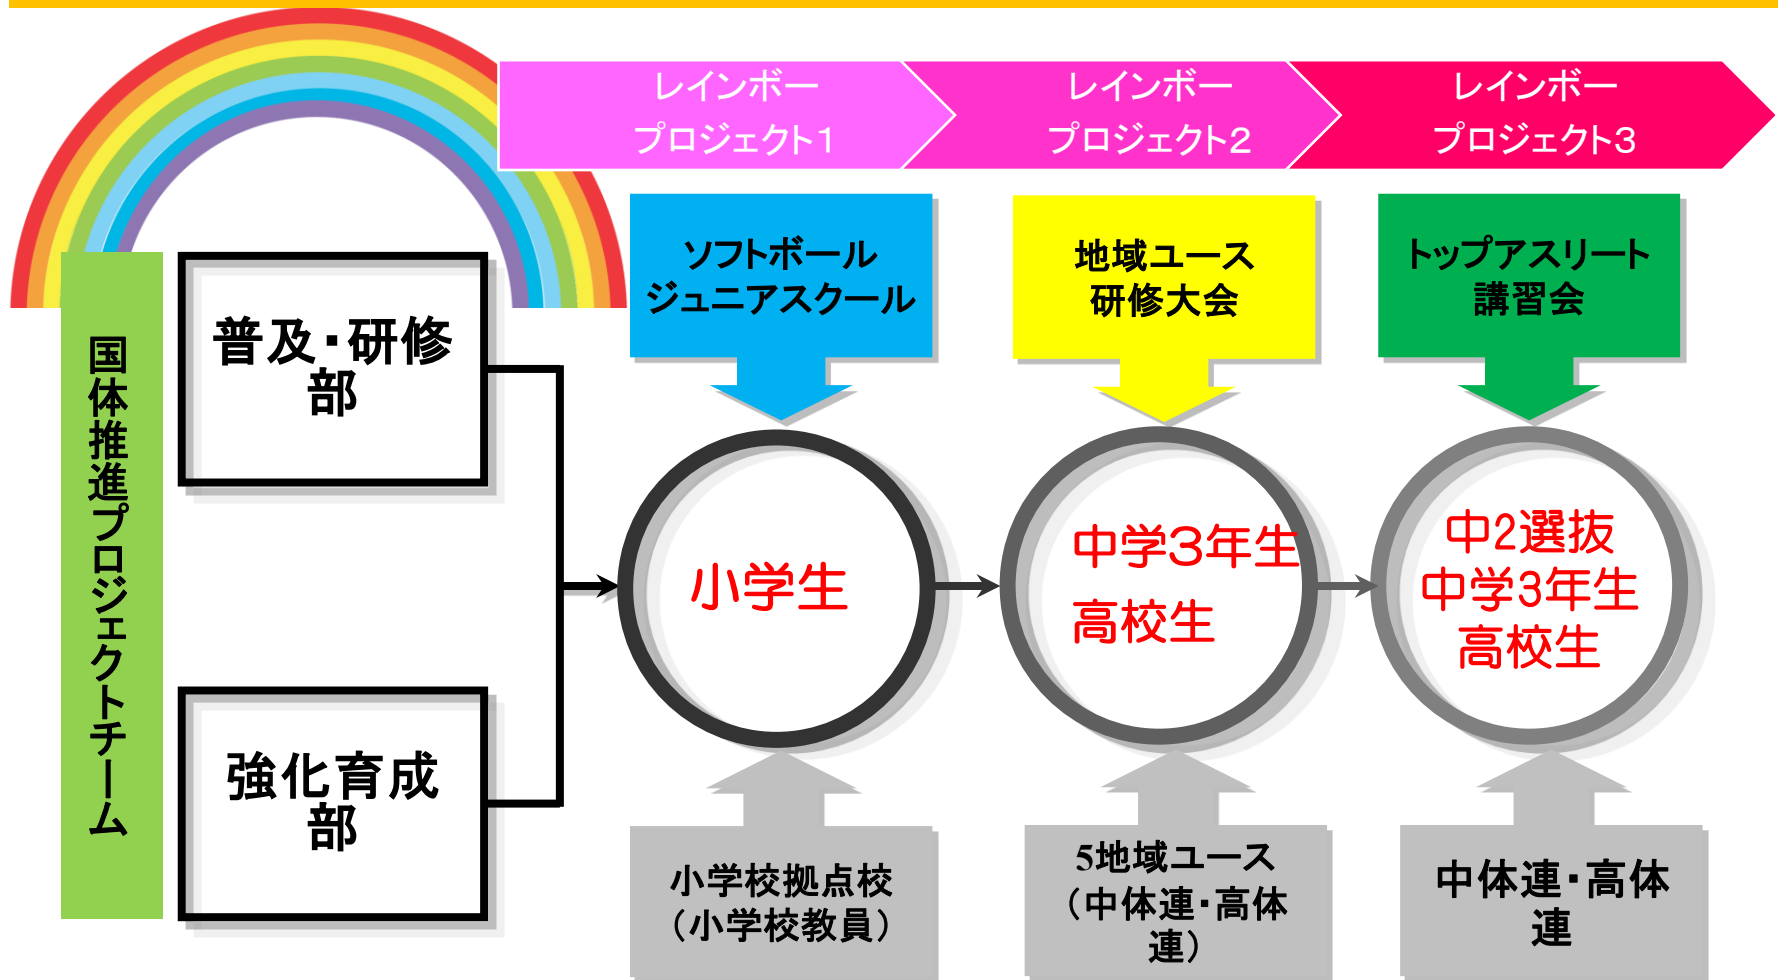 レインボー
プロジェクト1
レインボー
プロジェクト2
レインボー
プロジェクト3
国体推進プロジェクトチーム
普及・研修
部
強化育成
部
ソフトボール
ジュニアスクール
地域ユース
研修大会
トップアスリート
講習会
小学生
中学3年生
高校生
中2選抜
中学3年生
高校生
小学校拠点校
（小学校教員）
5地域ユース
（中体連・高体
連）
中体連・高体
連